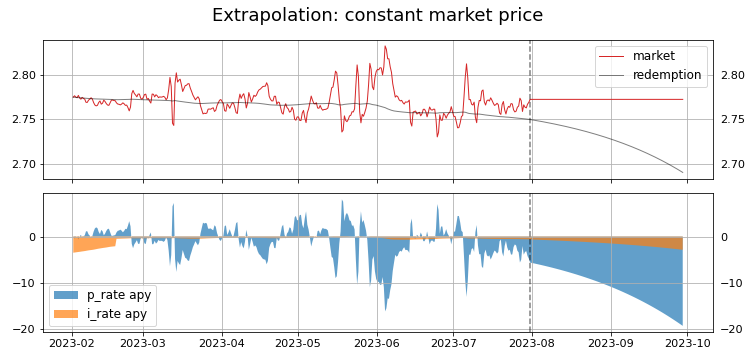 Extrapolation: constant market price
market
redemption
2.80
2.75
2.70
2.80
2.75
2.70
0
−10
−20
0
−10
−20
p_rate apy
i_rate apy
2023-02 2023-03 2023-04 2023-05 2023-06 2023-07 2023-08 2023-09 2023-10